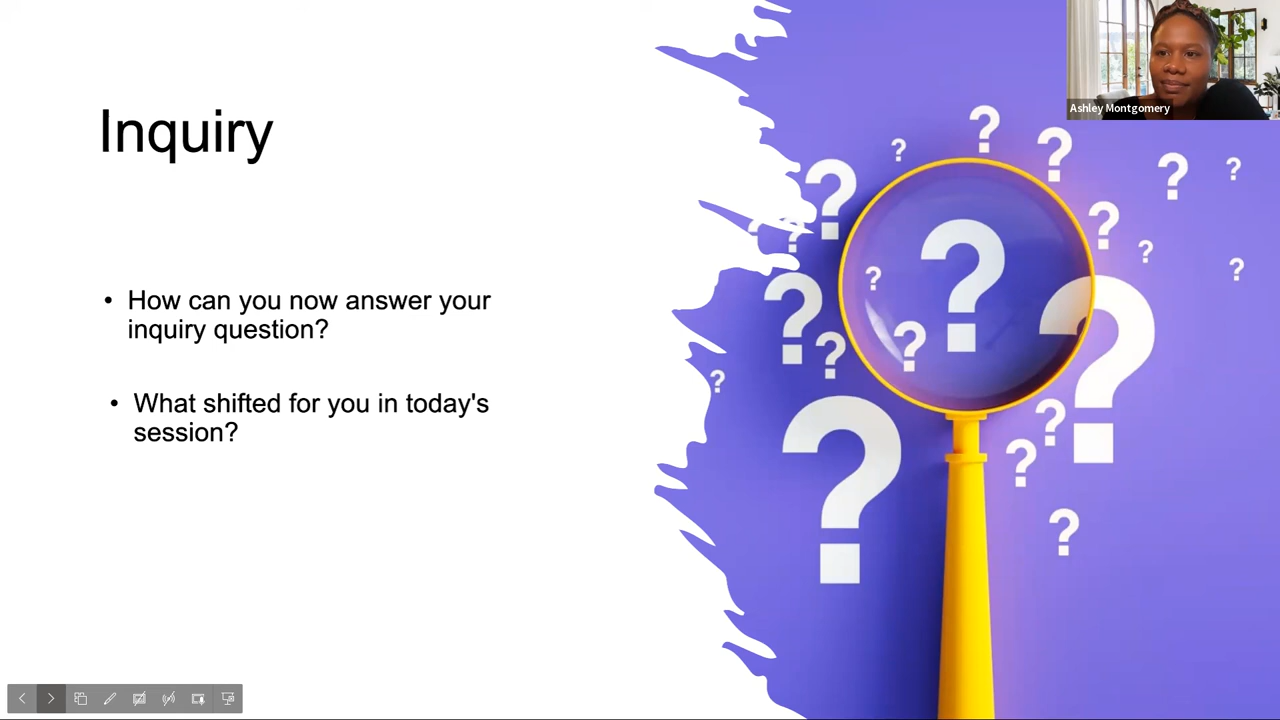 Ashley Montgomery
Inquiry
• How can you now answer your
inquiry question?
• What shifted for you in today's
session?
? ? ? ? ? ? ? ? ? ? ? ? ? ? ? ? ? ? ? ? ? ? ?